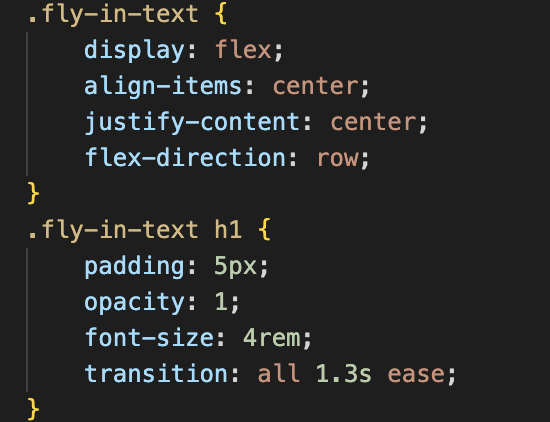 .fly-in-text {
    display: flex;
    align-items: center;
    justify-content: center;
    flex-direction: row;
}
.fly-in-text h1 {
    padding: 5px;
    opacity: 1;
    font-size: 4rem;
    transition: all 1.3s ease;
}